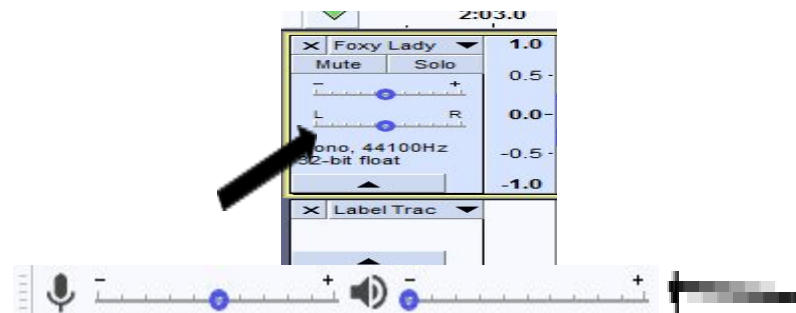 2:03.0
× Foxy Lady 1.0
Mute Solo
0.5
- +
L R 0.0
Mono, 44100Hz
-0.5
32-bit float
-1.0
× Label Trac
- + - +